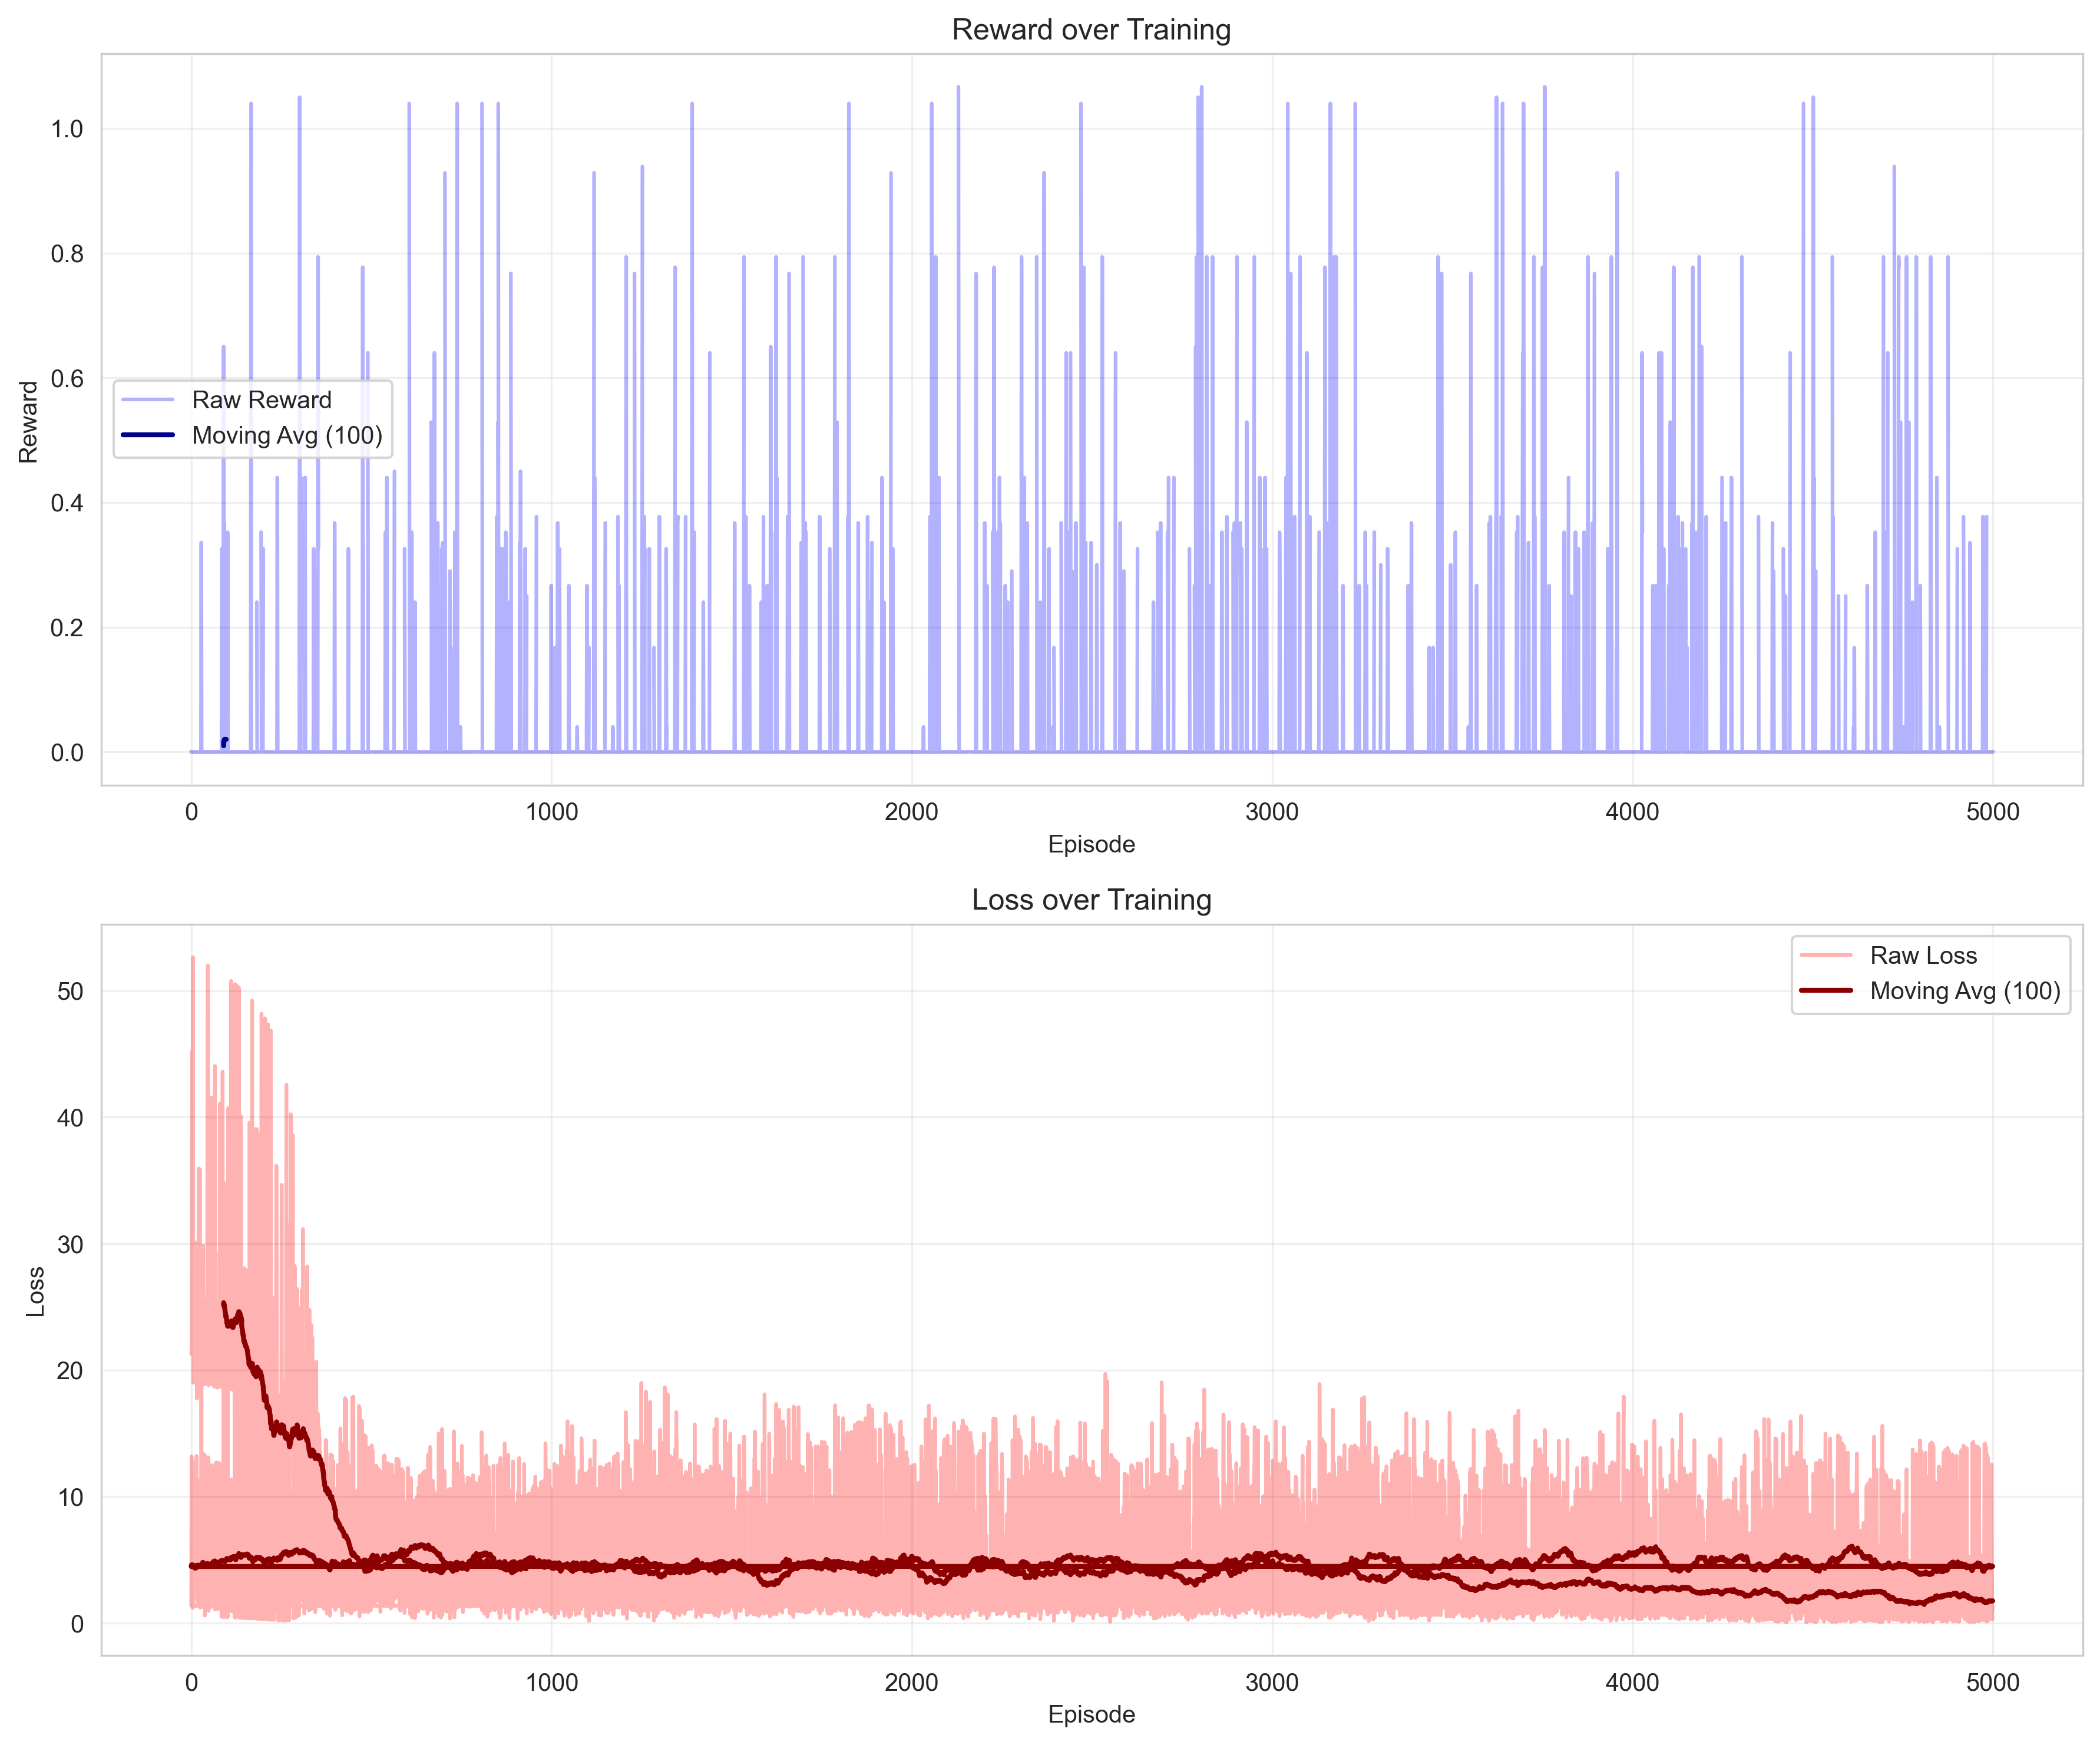 Reward over Training
1.0
0.8
0.6
0.4
0.2
0.0
Reward
Raw Reward
Moving Avg (100)
0 1000 2000 3000 4000 5000
Episode
Loss over Training
50
40
30
20
10
0
Loss
Raw Loss
Moving Avg (100)
0 1000 2000 3000 4000 5000
Episode